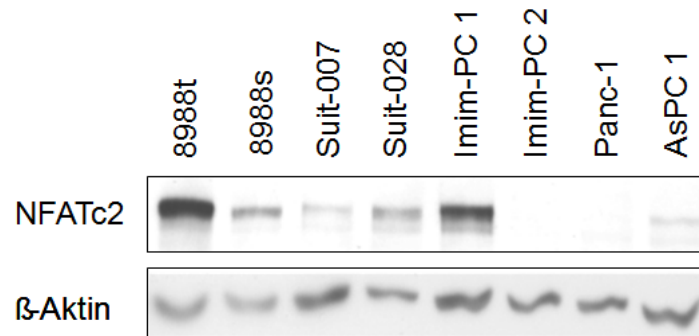 8988t
8988s
Suit-007
Suit-028
Imim-PC 1
Imim-PC 2
Panc-1
AsPC 1
NFATc2
ß-Aktin